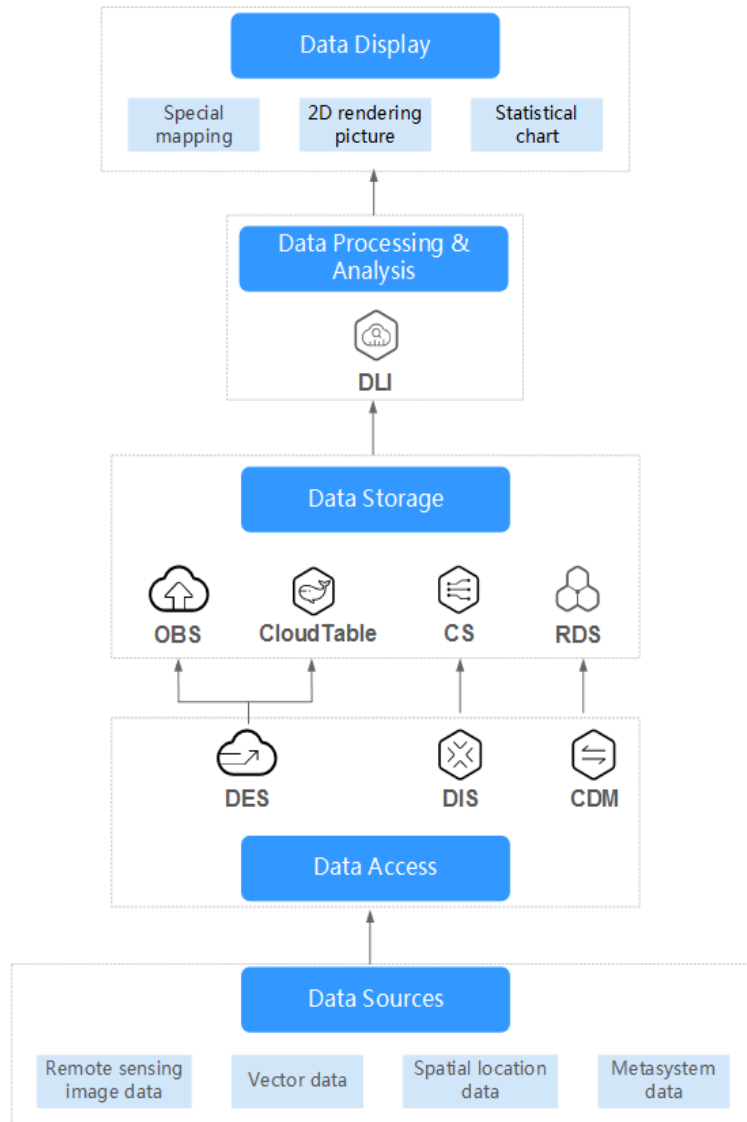 Data Display
Special
mapping
2D rendering
picture
Statistical
chart
Data Processing &
Analysis
DLI
Data Storage
OBS
CloudTable
CS
RDS
DES
DIS
CDM
Data Access
Data Sources
Remote sensing
image data
Vector data
Spatial location
data
Metasystem
data